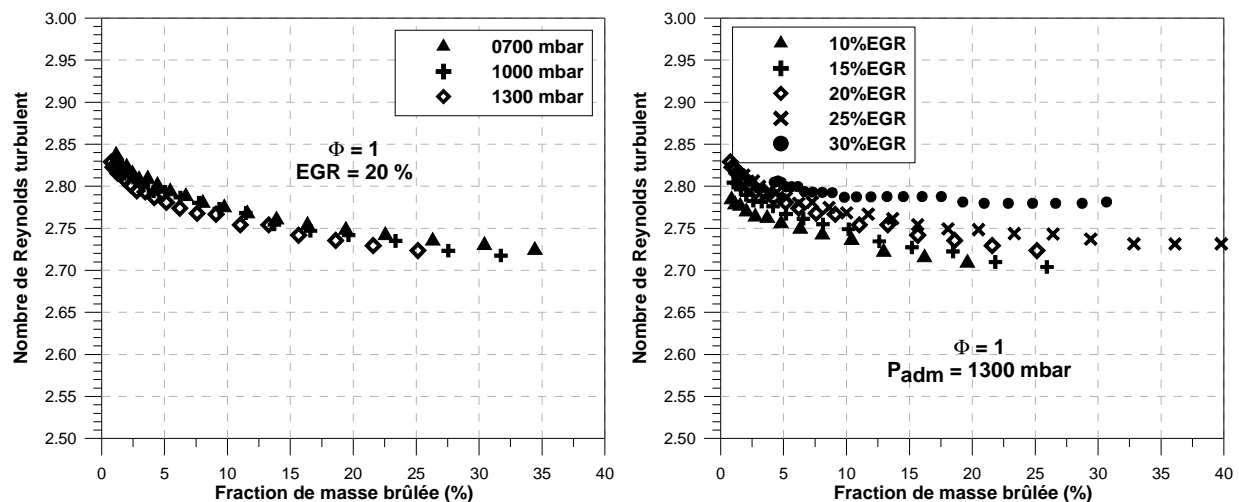 3.00
2.90
2.85
2.80
2.75
2.70
2.65
2.60
2.55
2.50
Nombre de Reynolds turbulent
0700 mbar
1000 mbar
1300 mbar
Φ = 1
EGR = 20 %
0 5 10 15 20 25 30 35 40
Fraction de masse brûlée (%)
3.00
2.90
2.85
2.80
2.75
2.70
2.65
2.60
2.55
2.50
Nombre de Reynolds turbulent
10%EGR
15%EGR
20%EGR
25%EGR
30%EGR
Φ = 1
Padm = 1300 mbar
0 5 10 15 20 25 30 35 40
Fraction de masse brûlée (%)